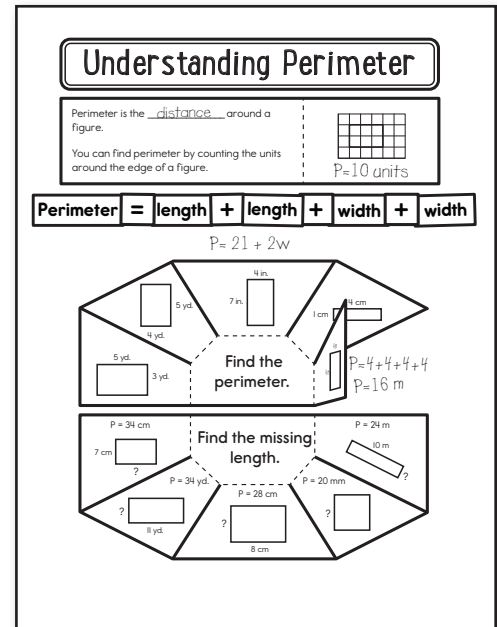 Understanding Perimeter
Perimeter is the distance around a
figure.
You can find perimeter by counting the units
around the edge of a figure.
P=10 units
Perimeter = length + length + width + width
P= 2l + 2w
5 yd.
4 yd.
4 in.
7 in.
4 cm
1 cm
5 yd.
3 yd.
Find the
perimeter.
P=4+4+4+4
P=16 m
P = 34 cm
7 cm
?
Find the missing
length.
P = 24 m
10 m
?
P = 34 yd.
?
11 yd.
P = 28 cm
?
8 cm
P = 20 mm
?